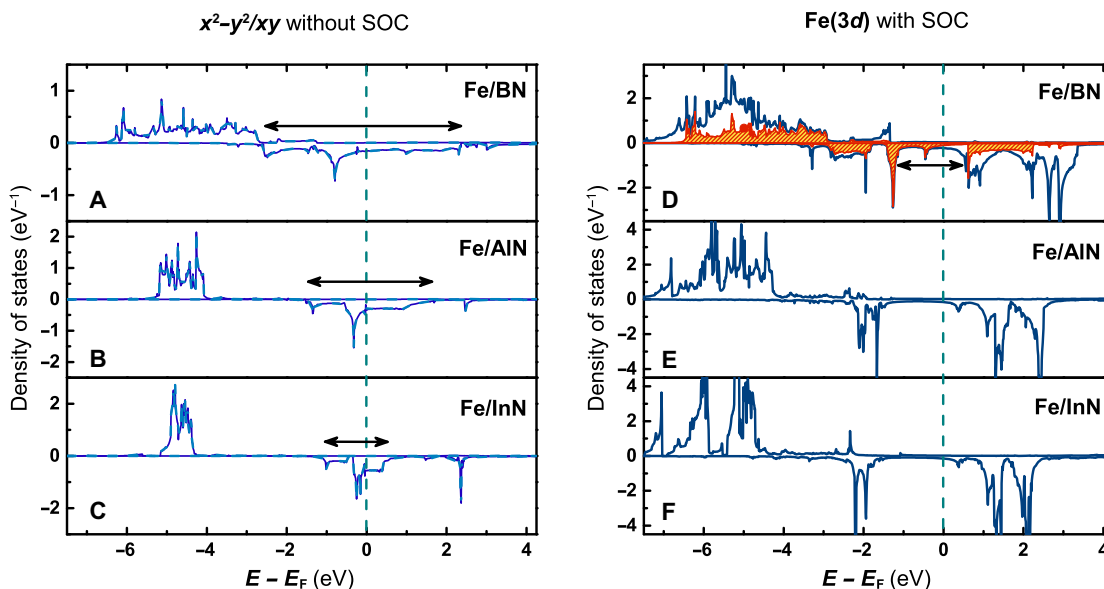 x²–y²/xy without SOC
Fe(3d) with SOC
Density of states (eV⁻¹)
1
0
−1
Fe/BN
A
2
1
0
−1
−2
Fe/AlN
B
2
0
−2
Fe/InN
C
−6 −4 −2 0 2 4
E − E_F (eV)
Density of states (eV⁻¹)
2
0
−2
Fe/BN
D
4
2
0
−2
−4
Fe/AlN
E
4
2
0
−2
−4
Fe/InN
F
−6 −4 −2 0 2 4
E − E_F (eV)